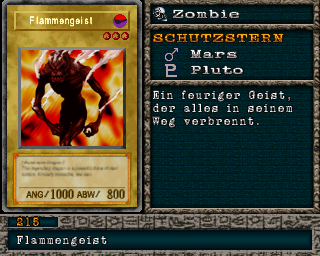 Flammengeist
ANG/1000 ABW/ 800
Zombie
SCHUTZSTERN
♂ Mars
♇ Pluto
Ein feuriger Geist,
der alles in seinem
Weg verbrennt.
215
Flammengeist